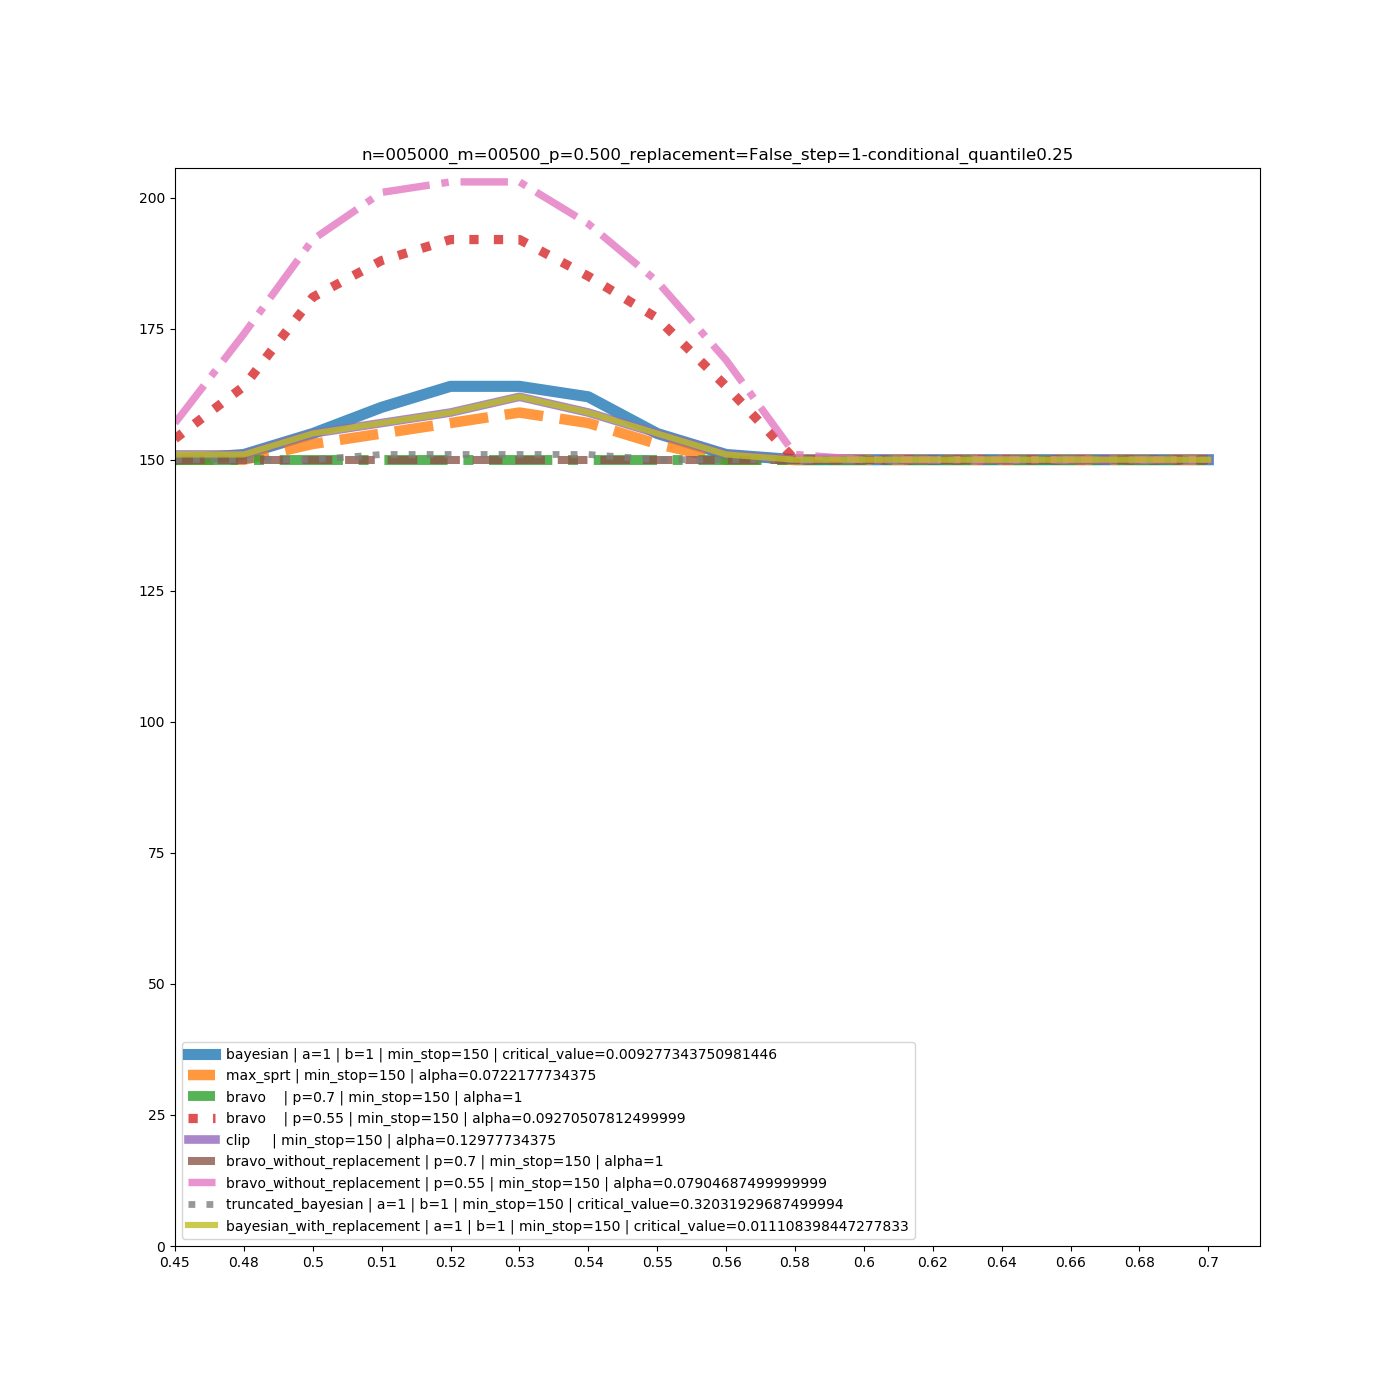 n=005000_m=00500_p=0.500_replacement=False_step=1-conditional_quantile0.25
200
175
150
125
100
75
50
25
0
bayesian | a=1 | b=1 | min_stop=150 | critical_value=0.009277343750981446
max_sprt | min_stop=150 | alpha=0.0722177734375
bravo | p=0.7 | min_stop=150 | alpha=1
bravo | p=0.55 | min_stop=150 | alpha=0.09270507812499999
clip | min_stop=150 | alpha=0.12977734375
bravo_without_replacement | p=0.7 | min_stop=150 | alpha=1
bravo_without_replacement | p=0.55 | min_stop=150 | alpha=0.07904687499999999
truncated_bayesian | a=1 | b=1 | min_stop=150 | critical_value=0.32031929687499994
bayesian_with_replacement | a=1 | b=1 | min_stop=150 | critical_value=0.011108398447277833
0.45 0.48 0.5 0.51 0.52 0.53 0.54 0.55 0.56 0.58 0.6 0.62 0.64 0.66 0.68 0.7